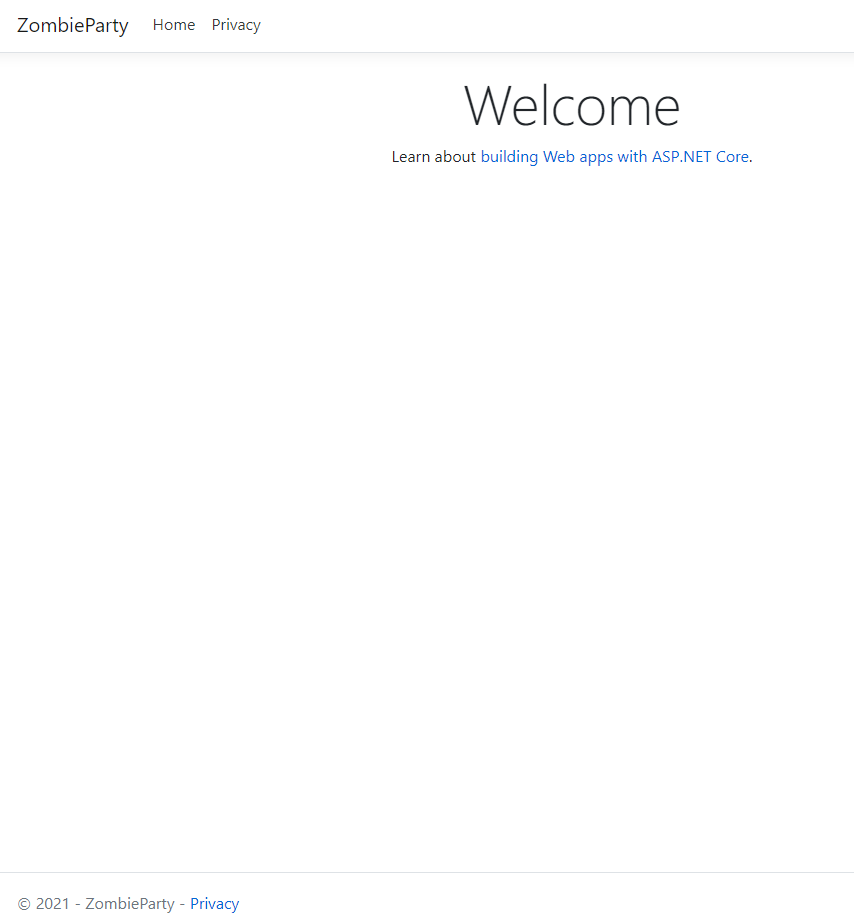 ZombieParty Home Privacy
Welcome
Learn about building Web apps with ASP.NET Core.
© 2021 - ZombieParty - Privacy